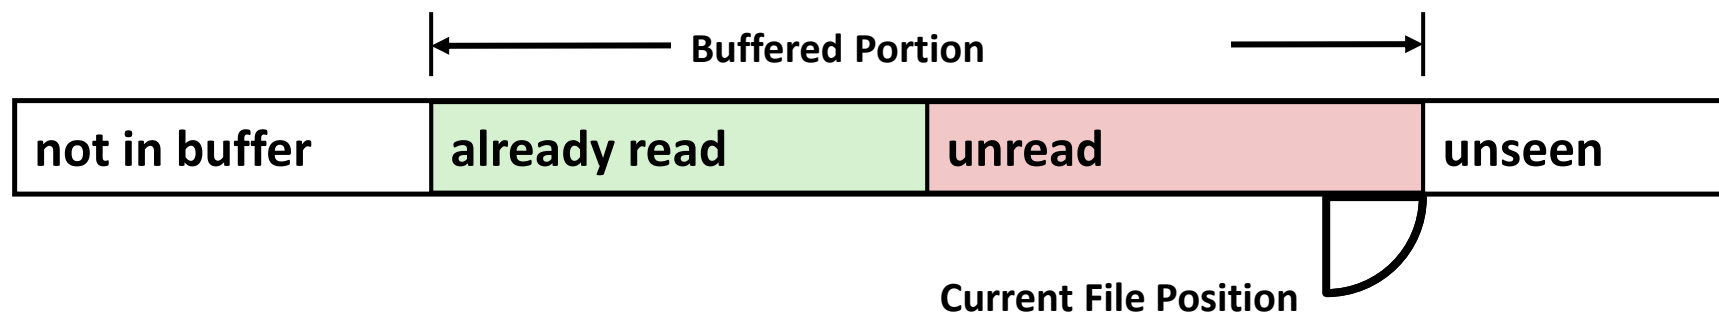 Buffered Portion
not in buffer already read unread unseen
Current File Position